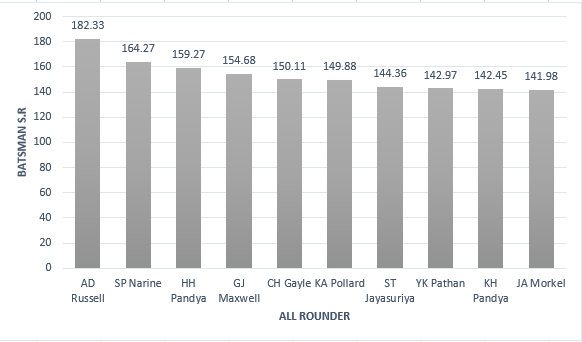 200
180
160
140
120
100
80
60
40
20
0
BATSMAN S.R
182.33
164.27
159.27
154.68
150.11
149.88
144.36
142.97
142.45
141.98
AD
Russell
SP Narine
HH
Pandya
GJ
Maxwell
CH Gayle
KA Pollard
ST
Jayasuriya
YK Pathan
KH
Pandya
JA Morkel
ALL ROUNDER